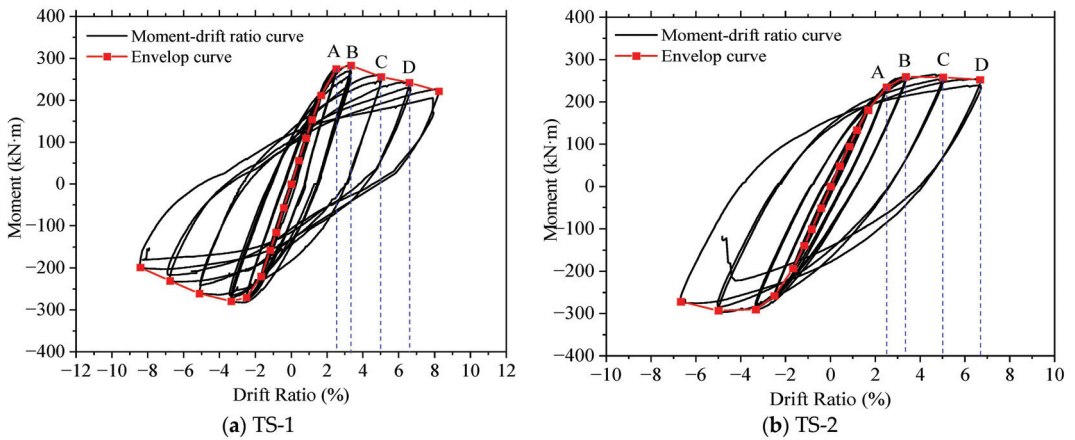 Moment-drift ratio curve
Envelop curve
A B C D
400
300
200
100
0
−100
−200
−300
−400
Moment (kN·m)
−12 −10 −8 −6 −4 −2 0 2 4 6 8 10 12
Drift Ratio (%)
(a) TS-1
Moment-drift ratio curve
Envelop curve
A B C D
400
300
200
100
0
−100
−200
−300
−400
Moment (kN·m)
−10 −8 −6 −4 −2 0 2 4 6 8 10
Drift Ratio (%)
(b) TS-2